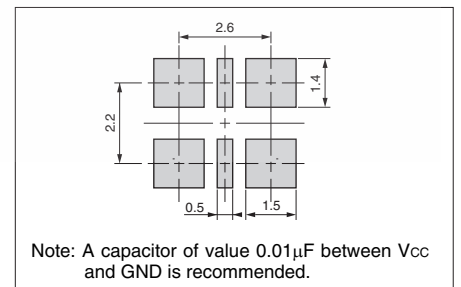 2.6
1.4
2.2
0.5
1.5
Note: A capacitor of value 0.01μF between Vcc
and GND is recommended.